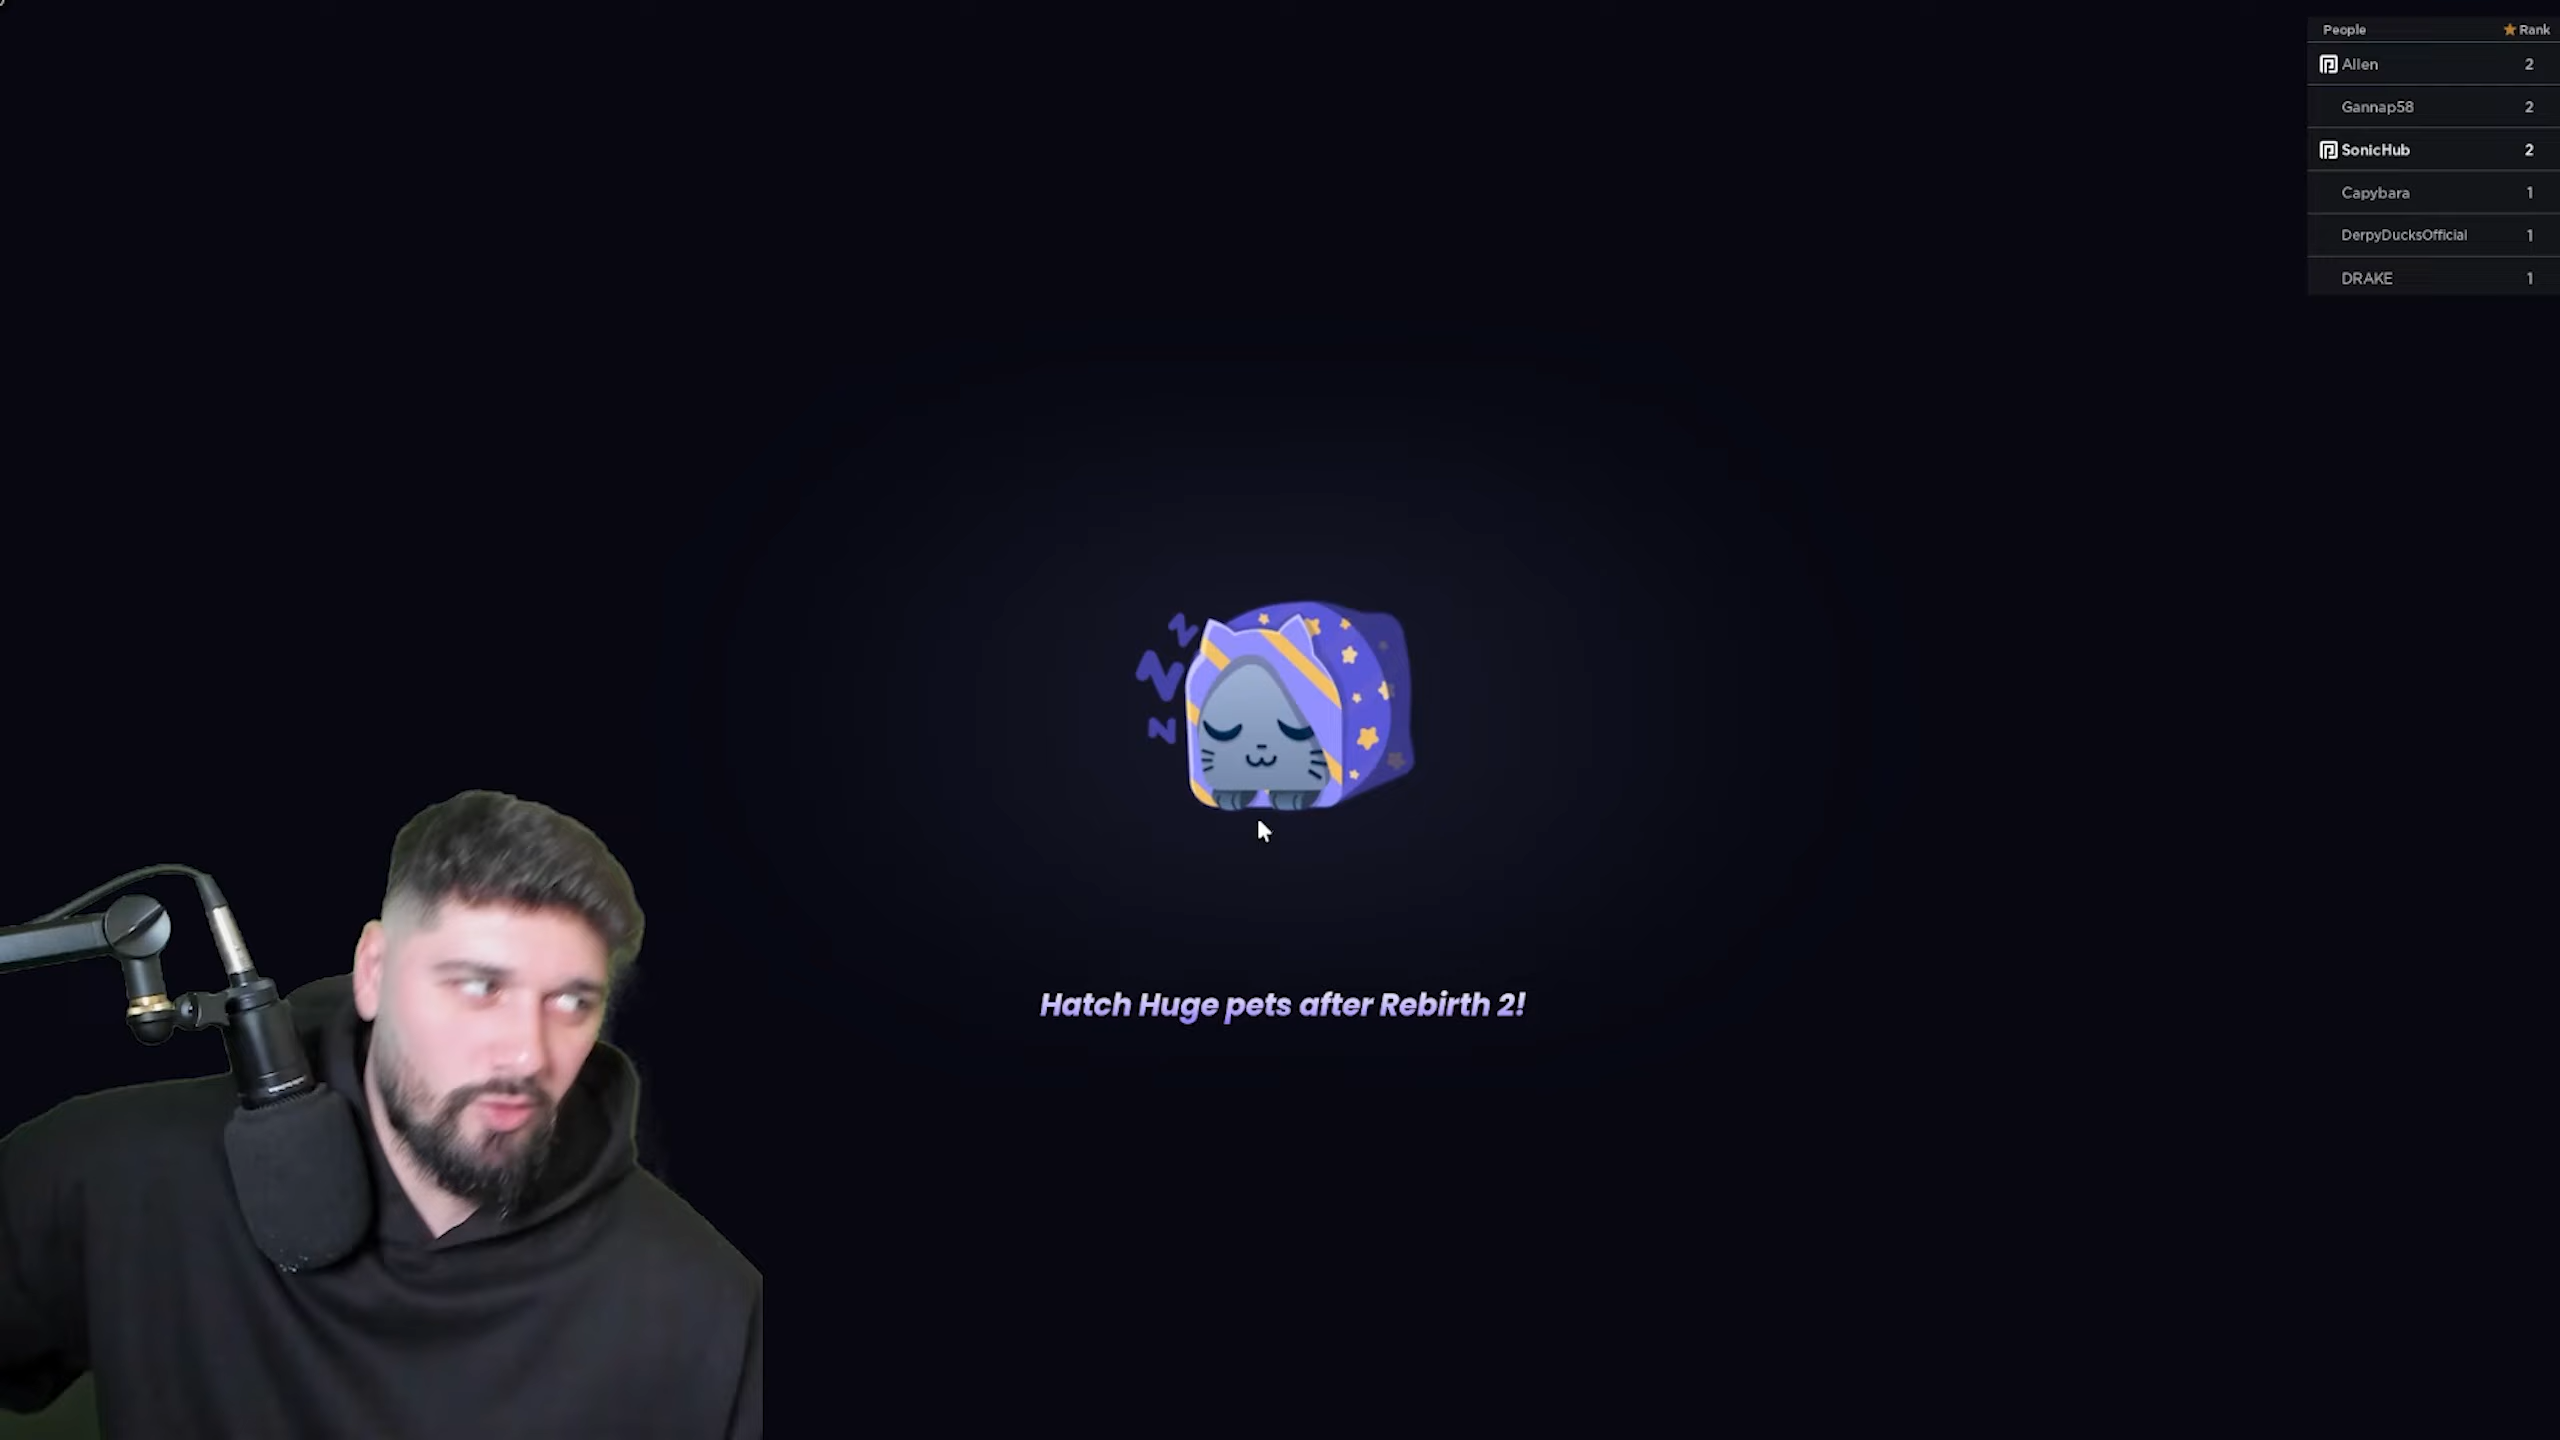 People Rank
Allen 2
Gannap58 2
SonicHub 2
Capybara 1
DerpyDucksOfficial 1
DRAKE 1
Z
N
N
Hatch Huge pets after Rebirth 2!